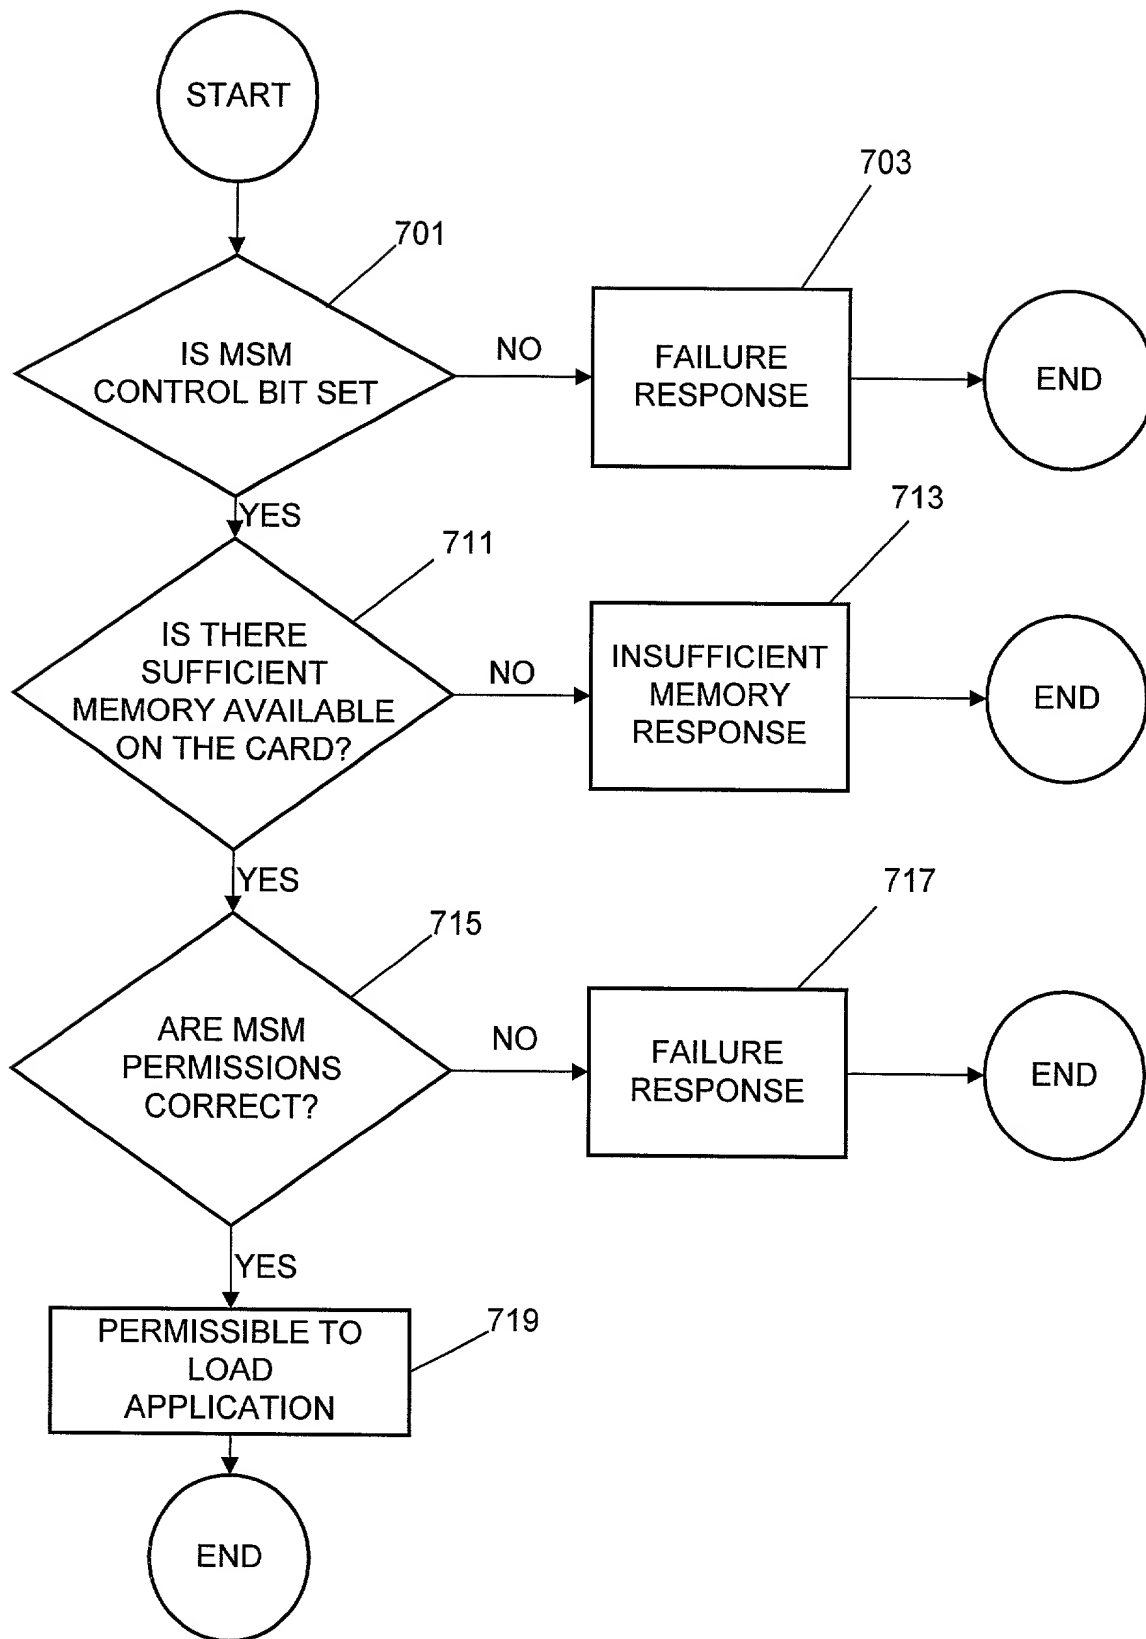 START
703
701
IS MSM
CONTROL BIT SET
NO
FAILURE
RESPONSE
END
YES
713
711
IS THERE
SUFFICIENT
MEMORY AVAILABLE
ON THE CARD?
NO
INSUFFICIENT
MEMORY
RESPONSE
END
YES
717
715
ARE MSM
PERMISSIONS
CORRECT?
NO
FAILURE
RESPONSE
END
YES
719
PERMISSIBLE TO
LOAD
APPLICATION
END